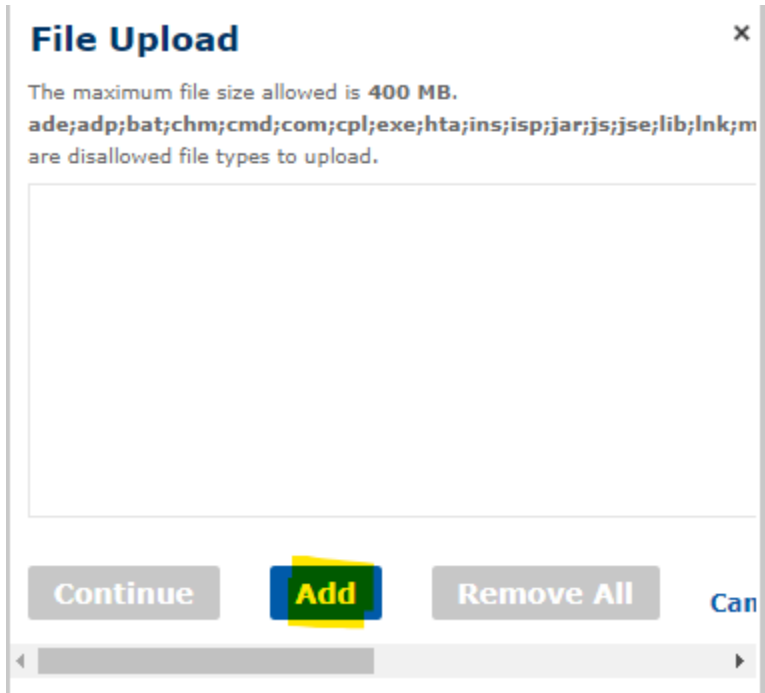 File Upload
×
The maximum file size allowed is 400 MB.
ade;adp;bat;chm;cmd;com;cpl;exe;hta;ins;isp;jar;js;jse;lib;lnk;m
are disallowed file types to upload.
Continue Add Remove All Can